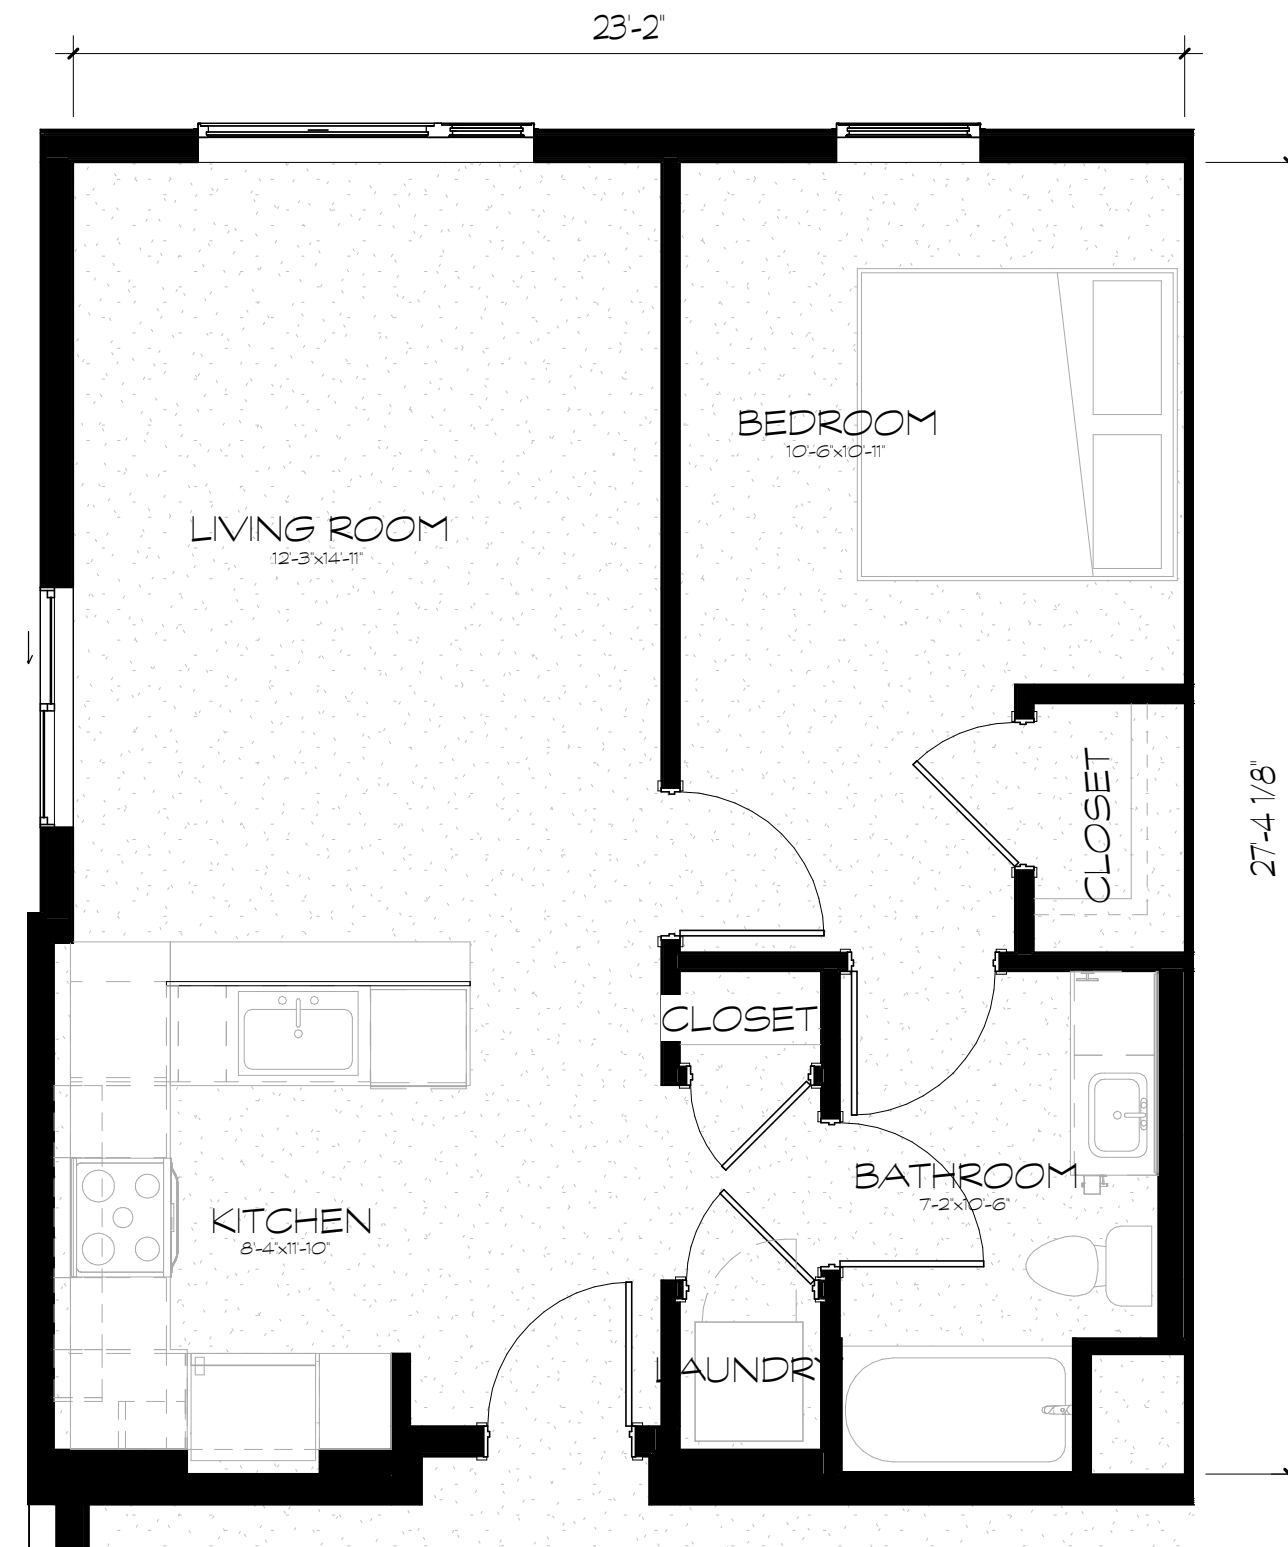 23'-2"
BEDROOM
10'-6"x10'-11"
LIVING ROOM
12'-3"x14'-11"
CLOSET
27'-4 1/8"
CLOSET
BATHROOM
7'-2"x10'-6"
KITCHEN
8'-4"x11'-10"
LAUNDRY